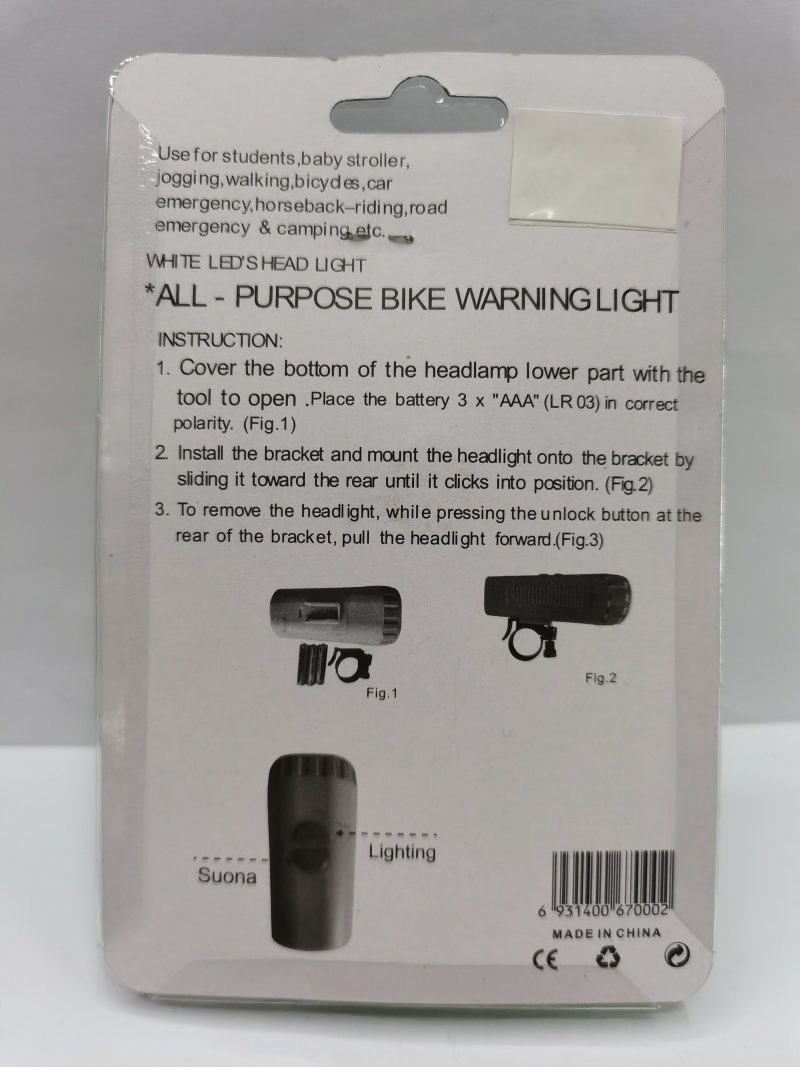 Use for students,baby stroller,
jogging,walking,bicydes,car
emergency,horseback-riding,road
emergency & camping,etc.
WHITE LED'S HEAD LIGHT
*ALL - PURPOSE BIKE WARNING LIGHT
INSTRUCTION:
1. Cover the bottom of the headlamp lower part with the
tool to open .Place the battery 3 x "AAA" (LR 03) in correct
polarity. (Fig.1)
2. Install the bracket and mount the headlight onto the bracket by
sliding it toward the rear until it clicks into position. (Fig.2)
3. To remove the headlight, while pressing the unlock button at the
rear of the bracket, pull the headlight forward.(Fig.3)
Fig.1
Fig.2
Lighting
Suona
6 931400 670002
MADE IN CHINA
CE